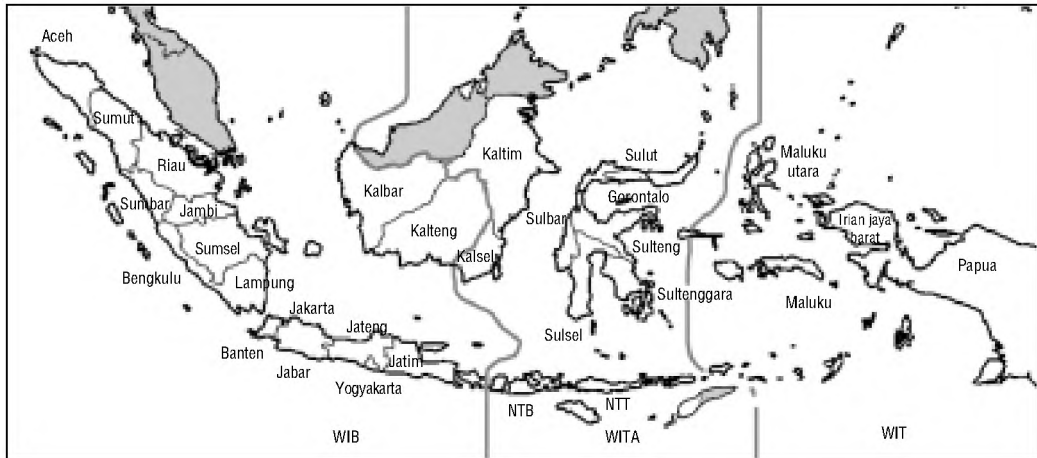 Aceh
Sumut
Riau
Sumbar
Jambi
Sumsel
Bengkulu
Lampung
Jakarta
Jateng
Banten
Jatim
Jabar
Yogyakarta
Kalbar
Kaltim
Kalteng
Kalsel
Sulut
Gorontalo
Sulbar
Sulteng
Sultenggara
Sulsel
NTB
NTT
Maluku
utara
Irian jaya
barat
Papua
Maluku
WIB
WITA
WIT